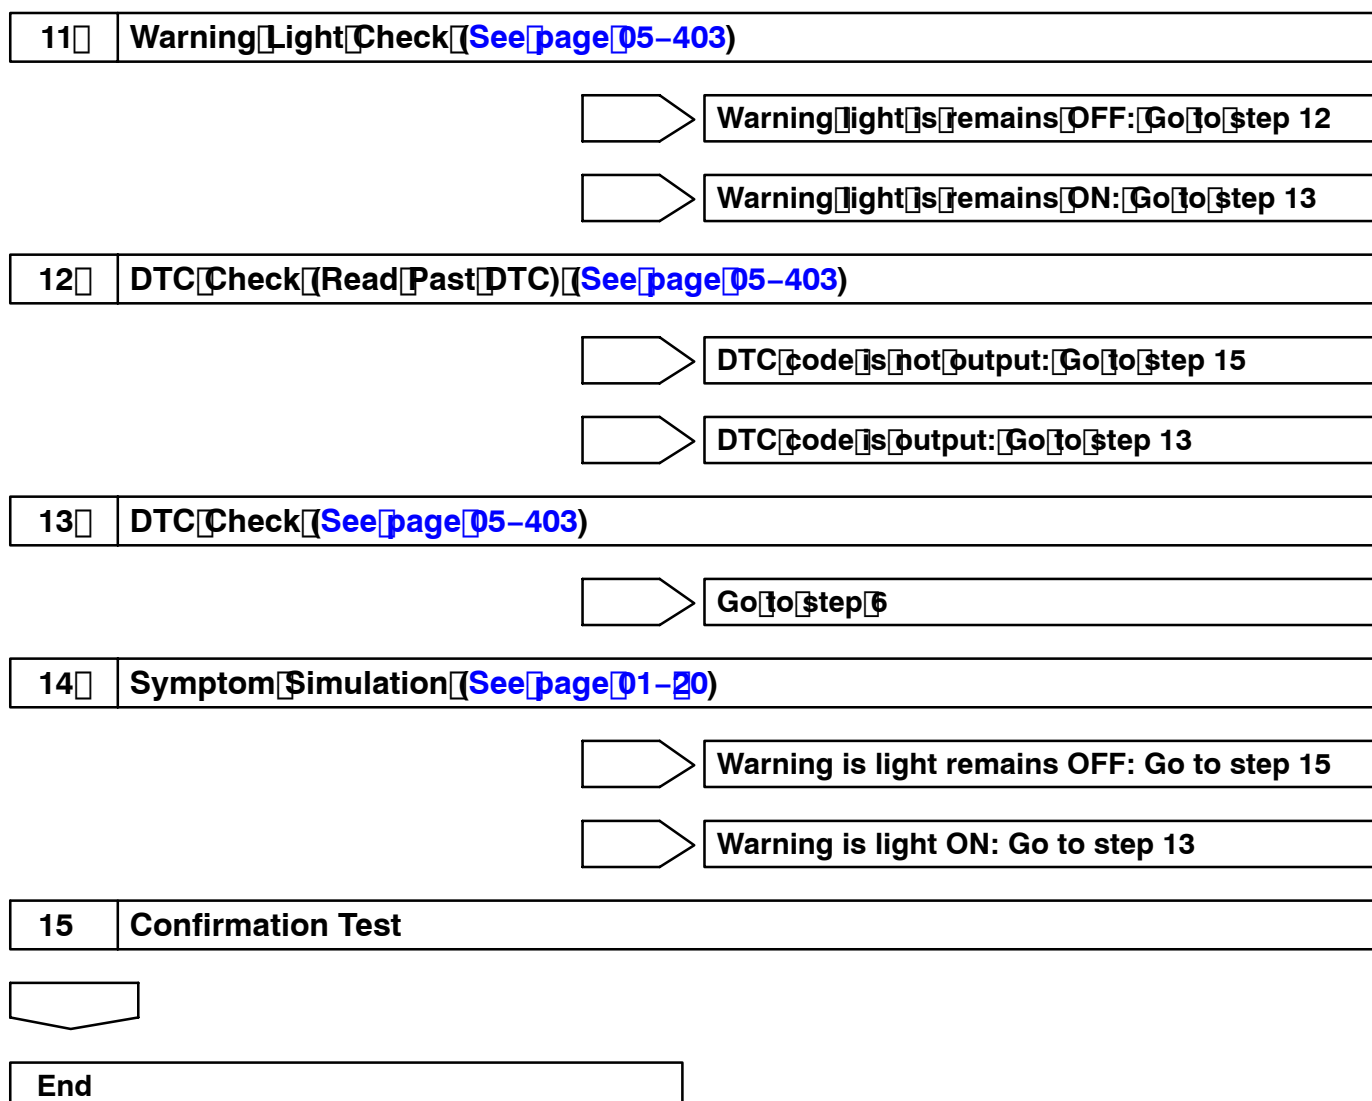 11 Warning Light Check (See page 05–403)
Warning light is remains OFF: Go to step 12
Warning light is remains ON: Go to step 13
12 DTC Check (Read Past DTC) (See page 05–403)
DTC code is not output: Go to step 15
DTC code is output: Go to step 13
13 DTC Check (See page 05–403)
Go to step 6
14 Symptom Simulation (See page 01–20)
Warning is light remains OFF: Go to step 15
Warning is light ON: Go to step 13
15 Confirmation Test
End